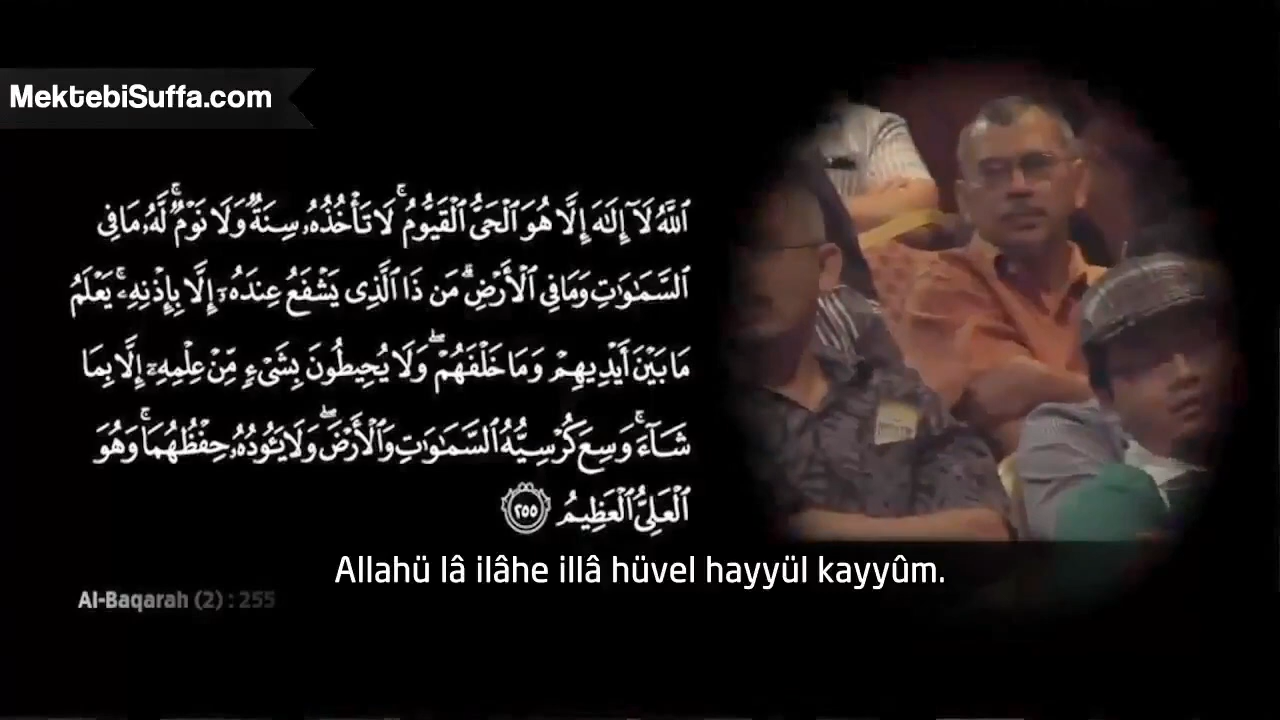 MektebiSuffa.com
ٱللَّهُ لَآ إِلَٰهَ إِلَّا هُوَ ٱلْحَىُّ ٱلْقَيُّومُ ۚ لَا تَأْخُذُهُۥ سِنَةٌ وَلَا نَوْمٌ ۚ لَّهُۥ مَا فِى
ٱلسَّمَٰوَٰتِ وَمَا فِى ٱلْأَرْضِ ۗ مَن ذَا ٱلَّذِى يَشْفَعُ عِندَهُۥٓ إِلَّا بِإِذْنِهِۦ ۚ يَعْلَمُ
مَا بَيْنَ أَيْدِيهِمْ وَمَا خَلْفَهُمْ ۖ وَلَا يُحِيطُونَ بِشَىْءٍ مِّنْ عِلْمِهِۦٓ إِلَّا بِمَا
شَآءَ ۚ وَسِعَ كُرْسِيُّهُ ٱلسَّمَٰوَٰتِ وَٱلْأَرْضَ ۖ وَلَا يَـُٔودُهُۥ حِفْظُهُمَا ۚ وَهُوَ
ٱلْعَلِىُّ ٱلْعَظِيمُ ٢٥٥
Allahü lâ ilâhe illâ hüvel hayyül kayyûm.
Al-Baqarah (2) : 255